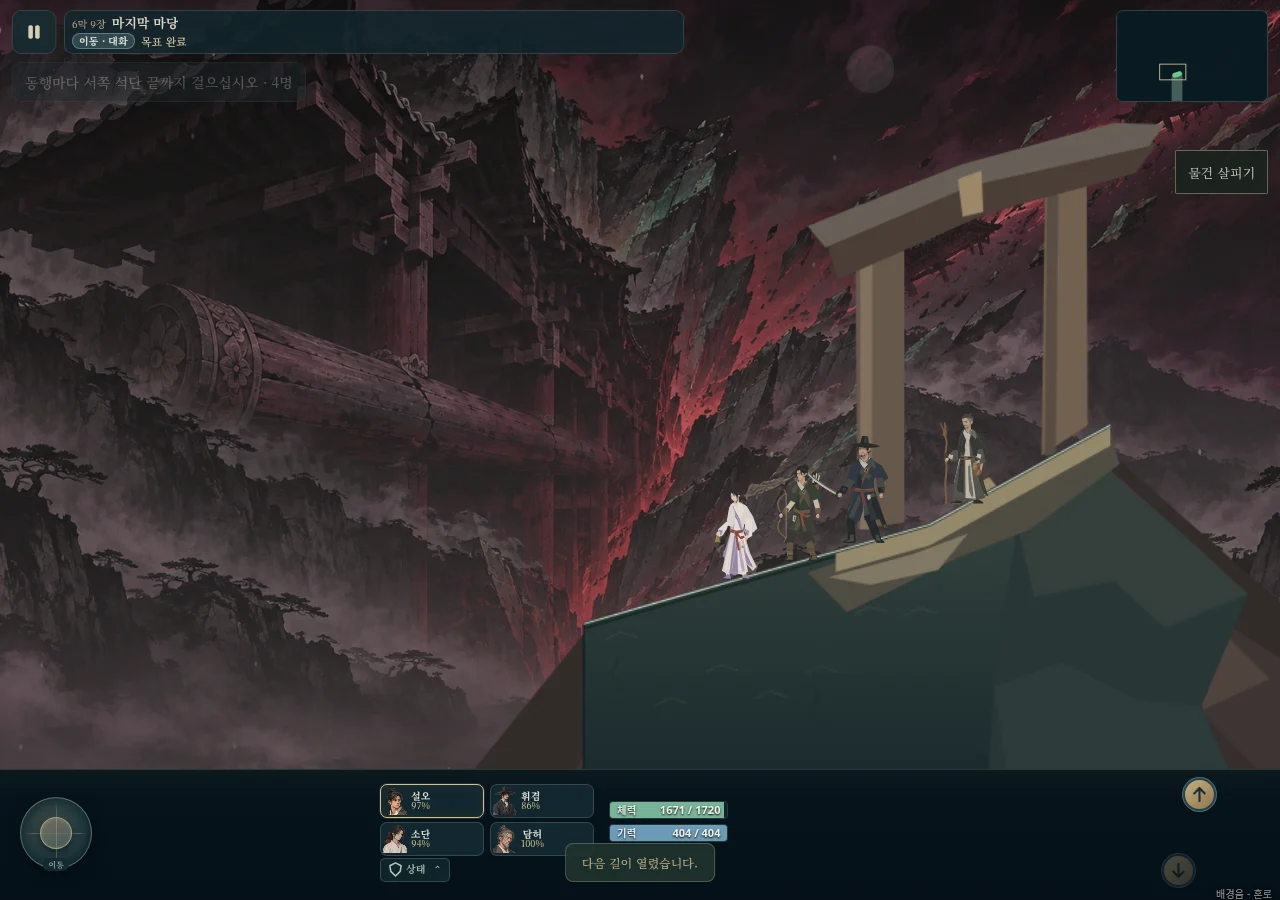 6막 9장 마지막 마당
이동 · 대화 목표 완료
동행마다 서쪽 석단 끝까지 걸으십시오 · 4명
물건 살피기
설오
97%
휘겸
86%
소단
94%
담허
100%
체력 1671 / 1720
기력 404 / 404
상태
다음 길이 열렸습니다.
이동
배경음 - 혼로